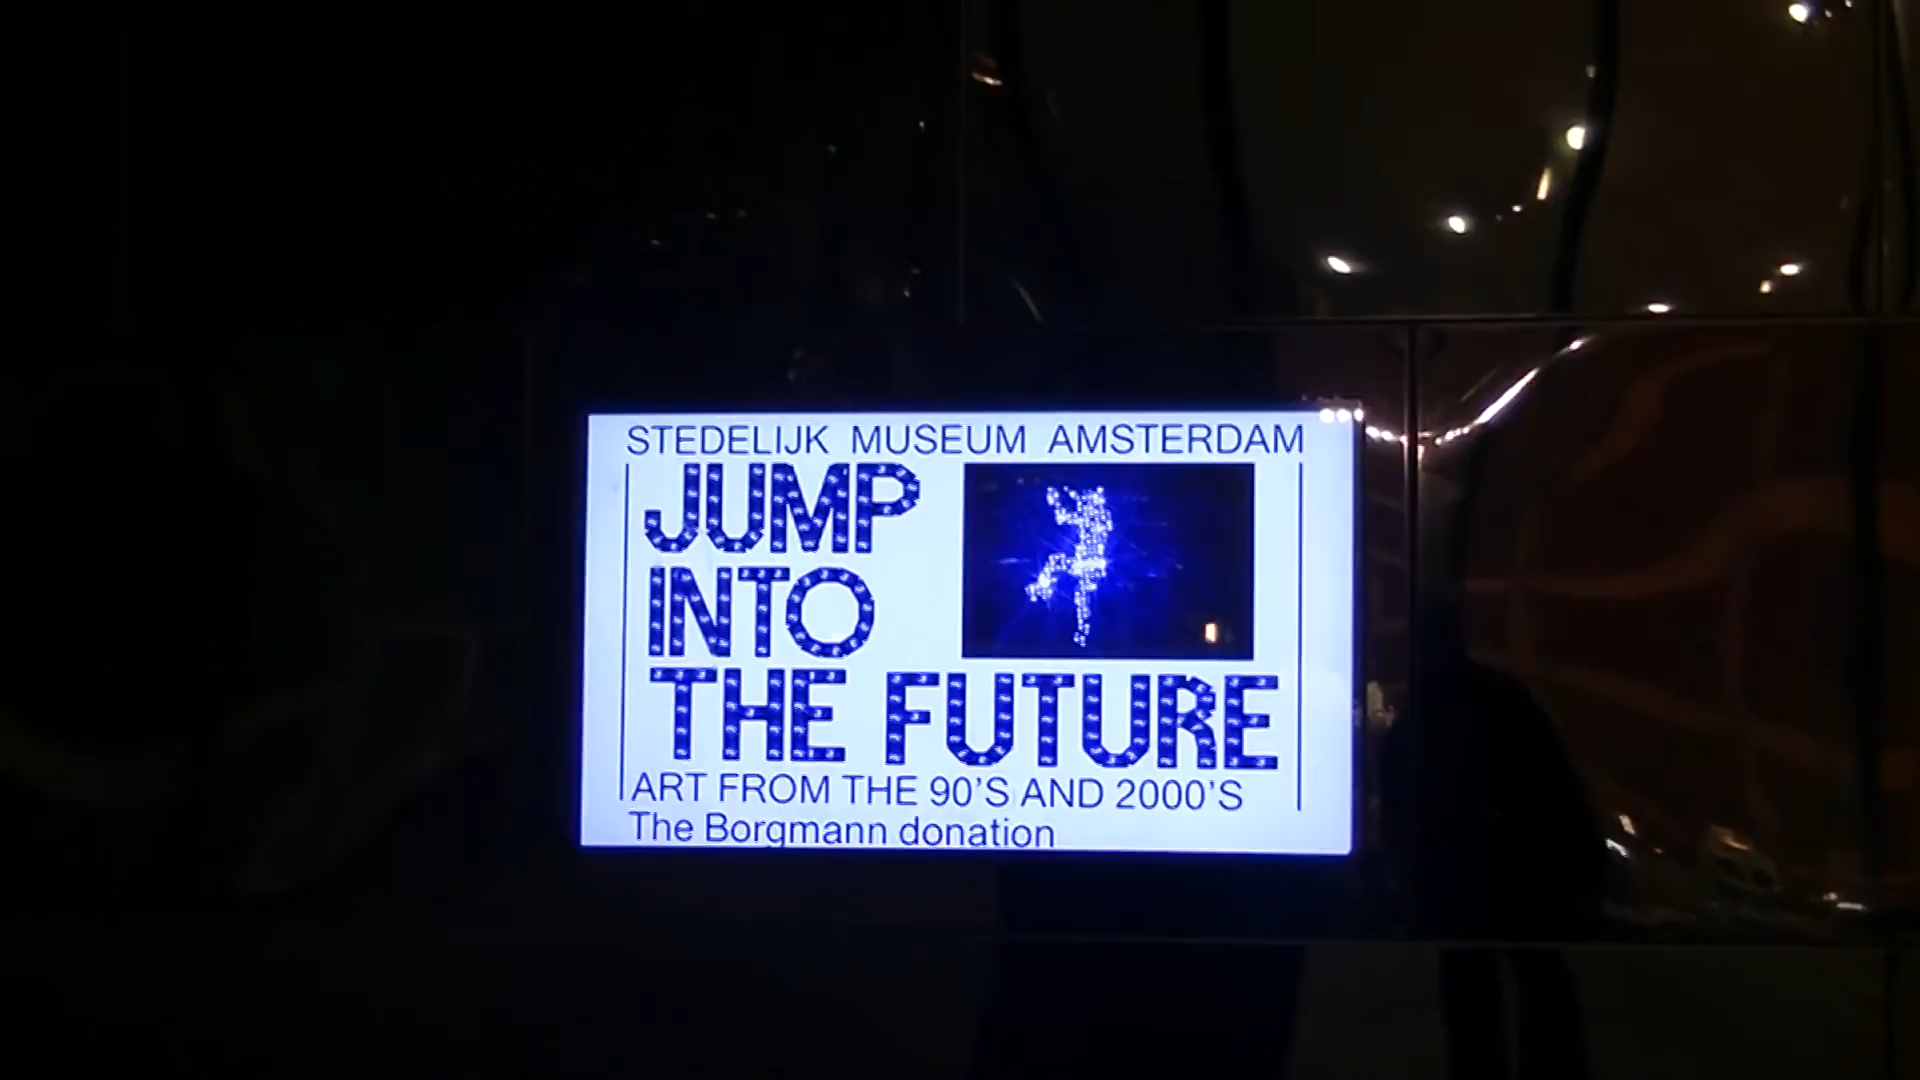 STEDELIJK MUSEUM AMSTERDAM
JUMP
INTO
THE FUTURE
ART FROM THE 90'S AND 2000'S
The Borgmann donation